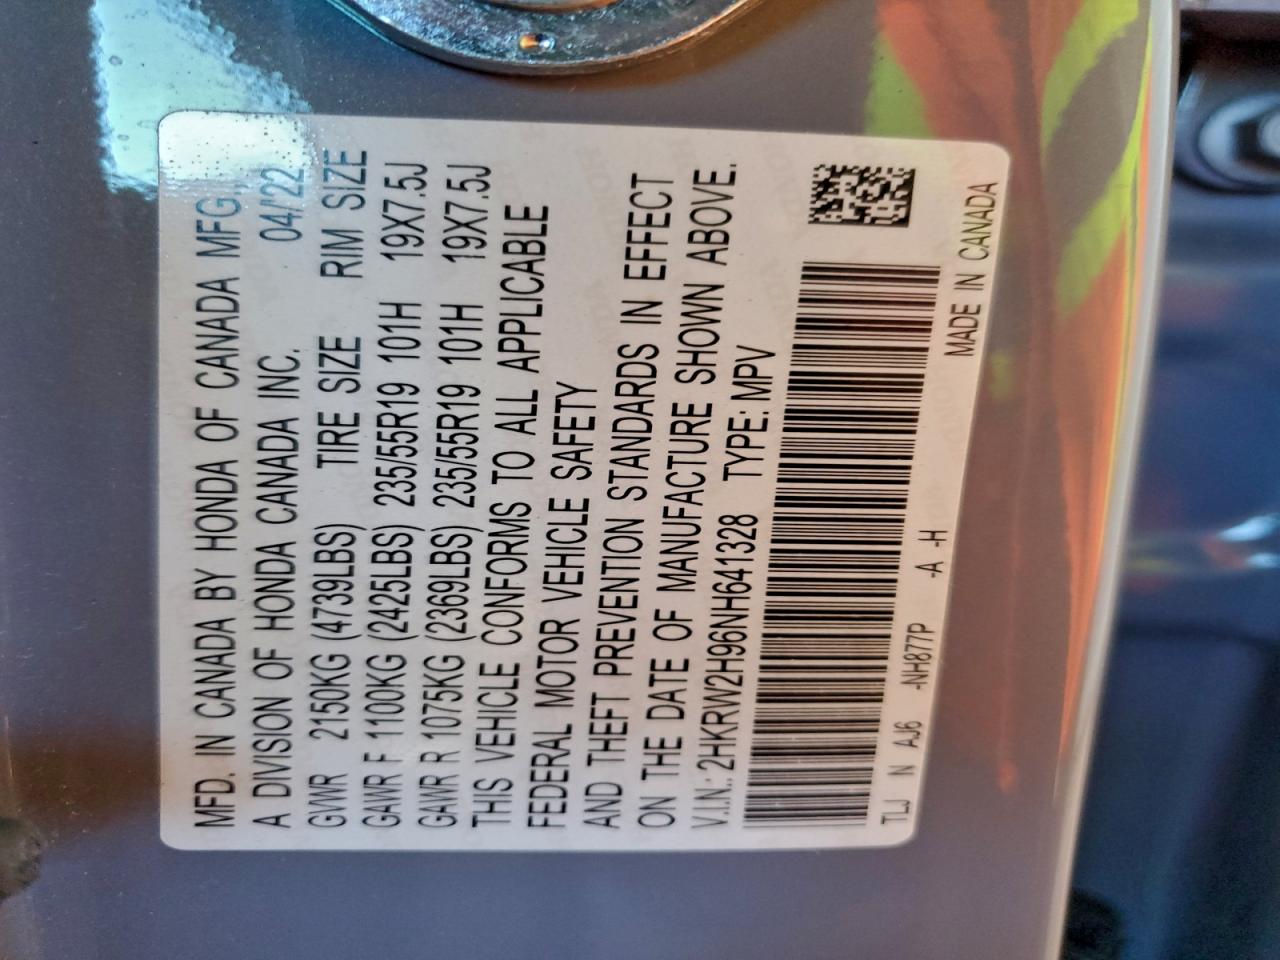 MFD. IN CANADA BY HONDA OF CANADA MFG.,
A DIVISION OF HONDA CANADA INC. 04/'22
GVWR 2150KG (4739LBS) TIRE SIZE RIM SIZE
GAWR F 1100KG (2425LBS) 235/55R19 101H 19X7.5J
GAWR R 1075KG (2369LBS) 235/55R19 101H 19X7.5J
THIS VEHICLE CONFORMS TO ALL APPLICABLE
FEDERAL MOTOR VEHICLE SAFETY
AND THEFT PREVENTION STANDARDS IN EFFECT
ON THE DATE OF MANUFACTURE SHOWN ABOVE.
V.I.N.: 2HKRW2H96NH641328 TYPE: MPV
TLJ N AJ6 -NH877P -A -H
MADE IN CANADA